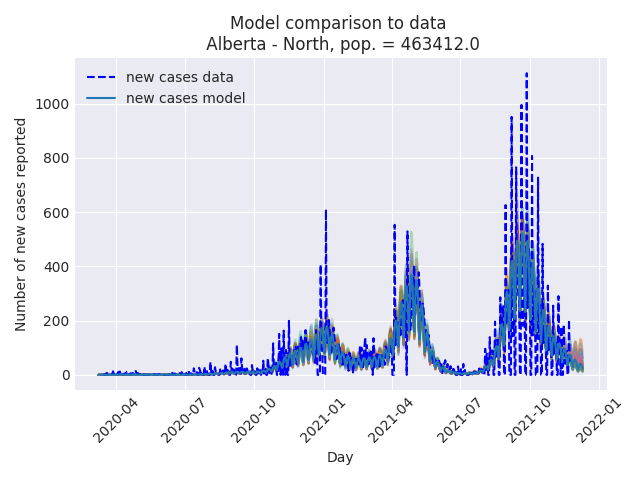 Model comparison to data
Alberta - North, pop. = 463412.0
new cases data
new cases model
Number of new cases reported
1000
800
600
400
200
0
2020-04
2020-07
2020-10
2021-01
2021-04
2021-07
2021-10
2022-01
Day